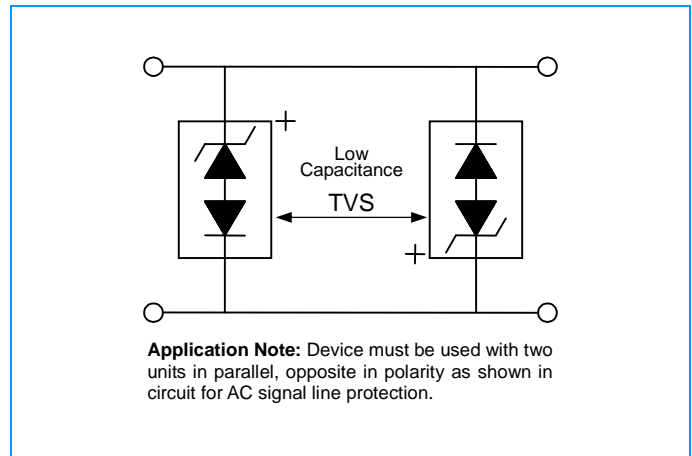 +
Low
Capacitance
TVS
+
Application Note: Device must be used with two
units in parallel, opposite in polarity as shown in
circuit for AC signal line protection.